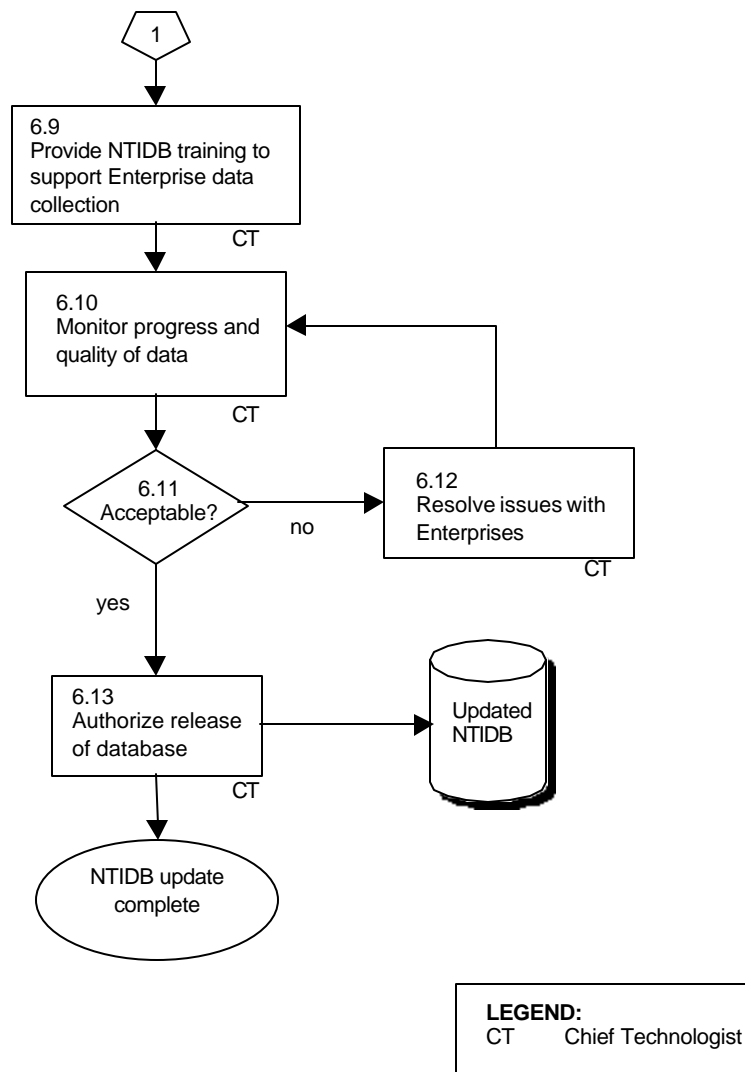 1
6.9
Provide NTIDB training to
support Enterprise data
collection
CT
6.10
Monitor progress and
quality of data
CT
6.11
Acceptable?
no
6.12
Resolve issues with
Enterprises
CT
yes
6.13
Authorize release
of database
CT
Updated
NTIDB
NTIDB update
complete
LEGEND:
CT Chief Technologist